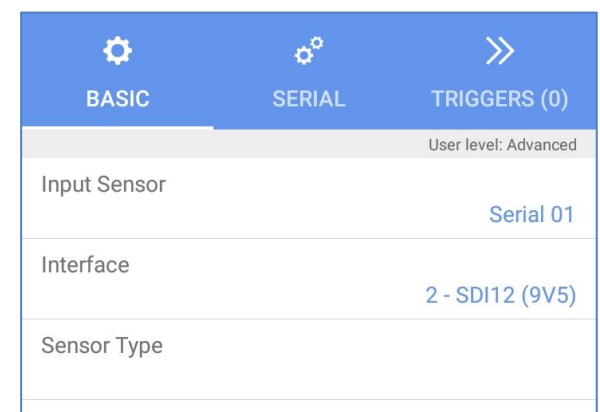 BASIC SERIAL TRIGGERS (0)
User level: Advanced
Input Sensor
Serial 01
Interface
2 - SDI12 (9V5)
Sensor Type